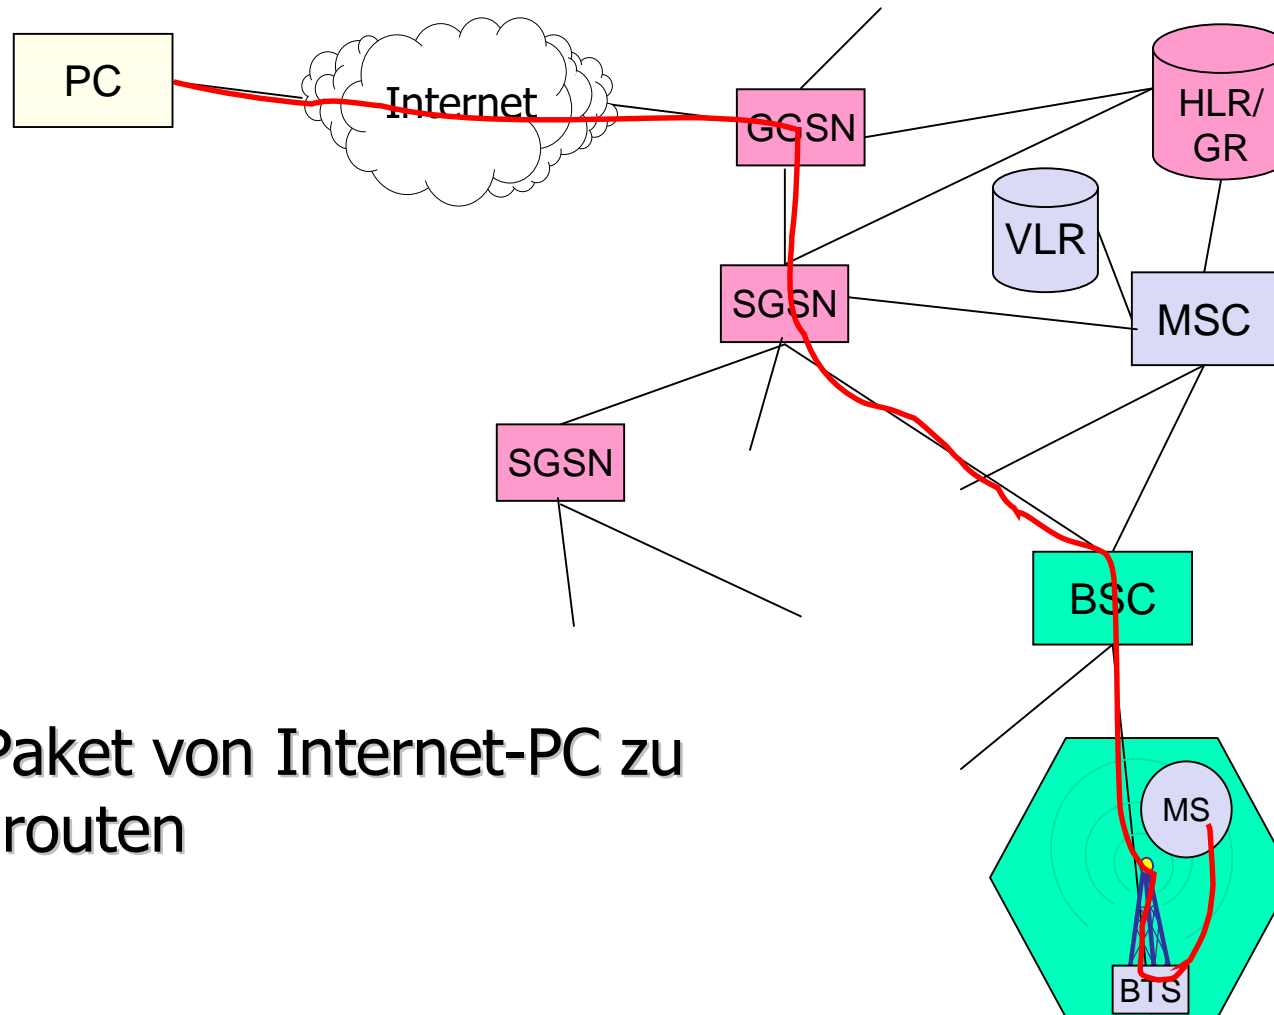 PC
Internet
GGSN
HLR/
GR
VLR
SGSN
MSC
SGSN
BSC
Paket von Internet-PC zu
routen
MS
BTS